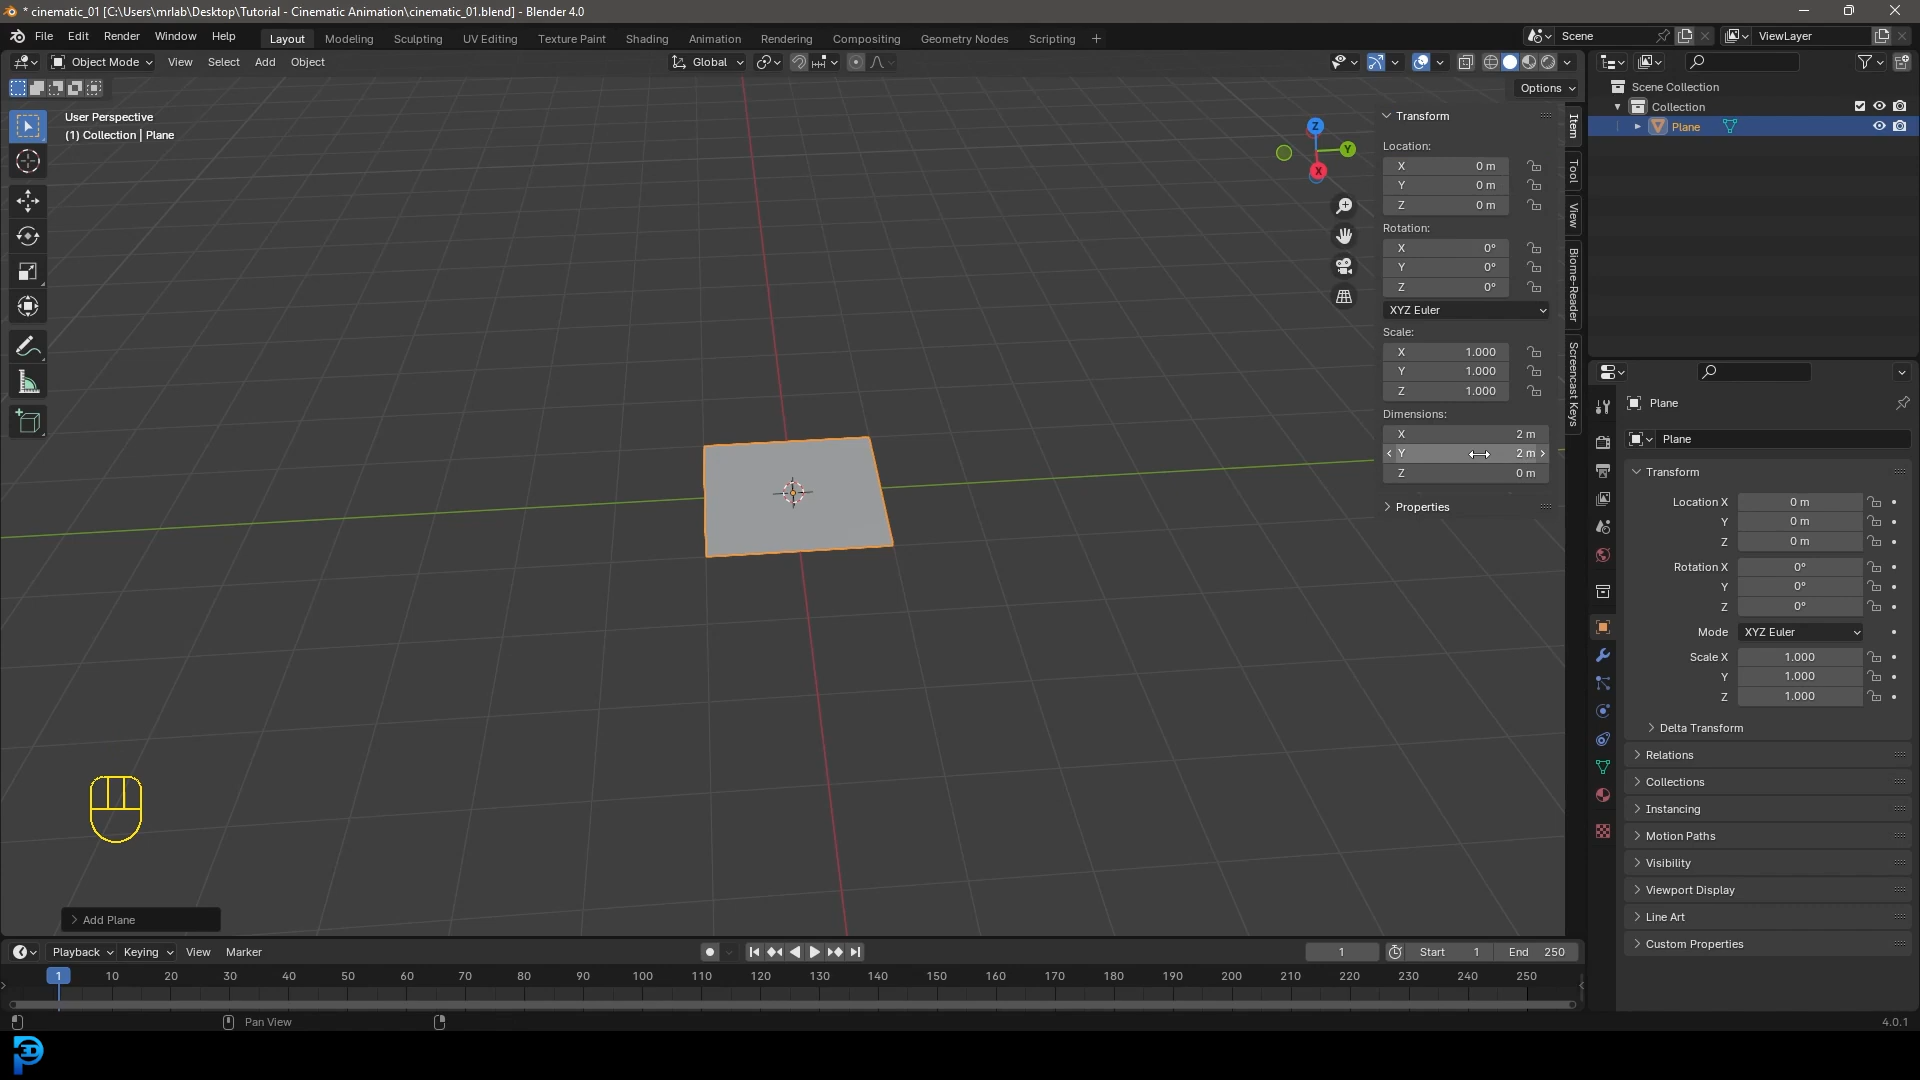 * cinematic_01 [C:\Users\mrlab\Desktop\Tutorial - Cinematic Animation\cinematic_01.blend] - Blender 4.0
File Edit Render Window Help
Layout Modeling Sculpting UV Editing Texture Paint Shading Animation Rendering Compositing Geometry Nodes Scripting +
Scene
ViewLayer
Object Mode View Select Add Object
Global
Options
User Perspective
(1) Collection | Plane
Z
Y
X
Transform
Location:
X 0 m
Y 0 m
Z 0 m
Rotation:
X 0°
Y 0°
Z 0°
XYZ Euler
Scale:
X 1.000
Y 1.000
Z 1.000
Dimensions:
X 2 m
Y 2 m
Z 0 m
Properties
Item
Tool
View
Biome-Reader
Screencast Keys
Scene Collection
Collection
Plane
Plane
Plane
Transform
Location X 0 m
Y 0 m
Z 0 m
Rotation X 0°
Y 0°
Z 0°
Mode XYZ Euler
Scale X 1.000
Y 1.000
Z 1.000
Delta Transform
Relations
Collections
Instancing
Motion Paths
Visibility
Viewport Display
Line Art
Custom Properties
Add Plane
Playback Keying View Marker
1
Start 1 End 250
1 10 20 30 40 50 60 70 80 90 100 110 120 130 140 150 160 170 180 190 200 210 220 230 240 250
Pan View
4.0.1
3D